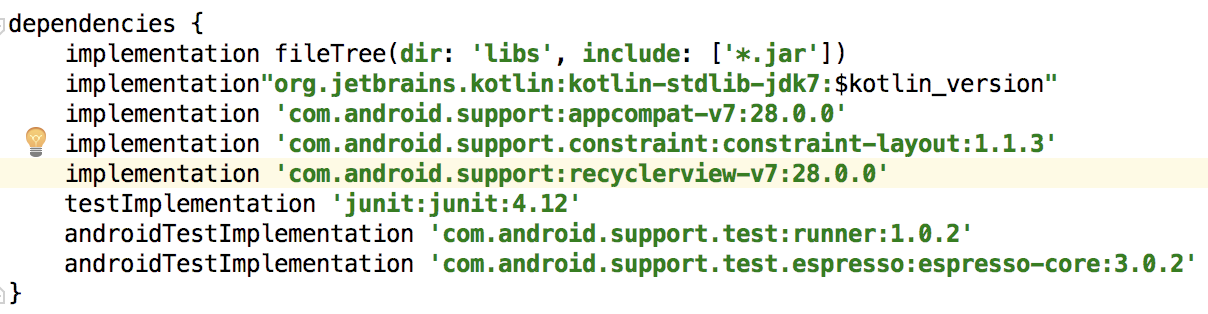 dependencies {
    implementation fileTree(dir: 'libs', include: ['*.jar'])
    implementation"org.jetbrains.kotlin:kotlin-stdlib-jdk7:$kotlin_version"
    implementation 'com.android.support:appcompat-v7:28.0.0'
    implementation 'com.android.support.constraint:constraint-layout:1.1.3'
    implementation 'com.android.support:recyclerview-v7:28.0.0'
    testImplementation 'junit:junit:4.12'
    androidTestImplementation 'com.android.support.test:runner:1.0.2'
    androidTestImplementation 'com.android.support.test.espresso:espresso-core:3.0.2'
}